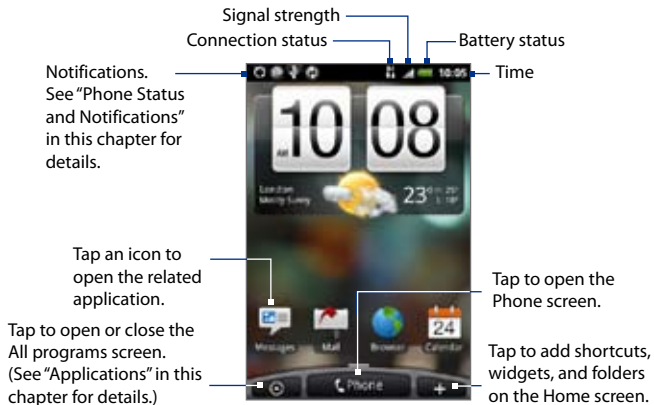 Signal strength
Connection status
Battery status
Notifications.
See “Phone Status
and Notifications”
in this chapter for
details.
Time
10:05
10 08
AM
London
Mostly Sunny
23°
H: 25°
L: 18°
Tap an icon to
open the related
application.
Tap to open the
Phone screen.
24
Messages Mail Browser Calendar
Tap to open or close the
All programs screen.
(See “Applications” in this
chapter for details.)
Phone
Tap to add shortcuts,
widgets, and folders
on the Home screen.